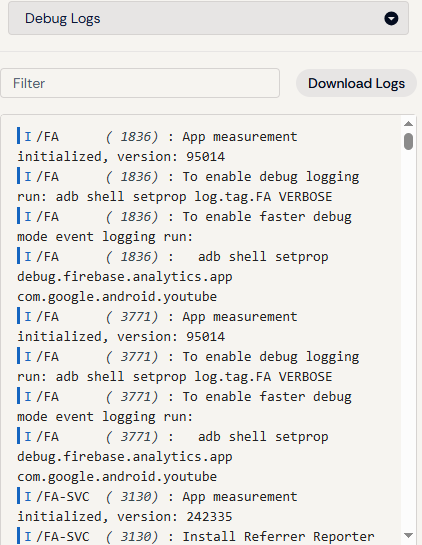 Debug Logs
Filter
Download Logs
I/FA ( 1836) : App measurement
initialized, version: 95014
I/FA ( 1836) : To enable debug logging
run: adb shell setprop log.tag.FA VERBOSE
I/FA ( 1836) : To enable faster debug
mode event logging run:
I/FA ( 1836) : adb shell setprop
debug.firebase.analytics.app
com.google.android.youtube
I/FA ( 3771) : App measurement
initialized, version: 95014
I/FA ( 3771) : To enable debug logging
run: adb shell setprop log.tag.FA VERBOSE
I/FA ( 3771) : To enable faster debug
mode event logging run:
I/FA ( 3771) : adb shell setprop
debug.firebase.analytics.app
com.google.android.youtube
I/FA-SVC ( 3130) : App measurement
initialized, version: 242335
I/FA-SVC ( 3130) : Install Referrer Reporter